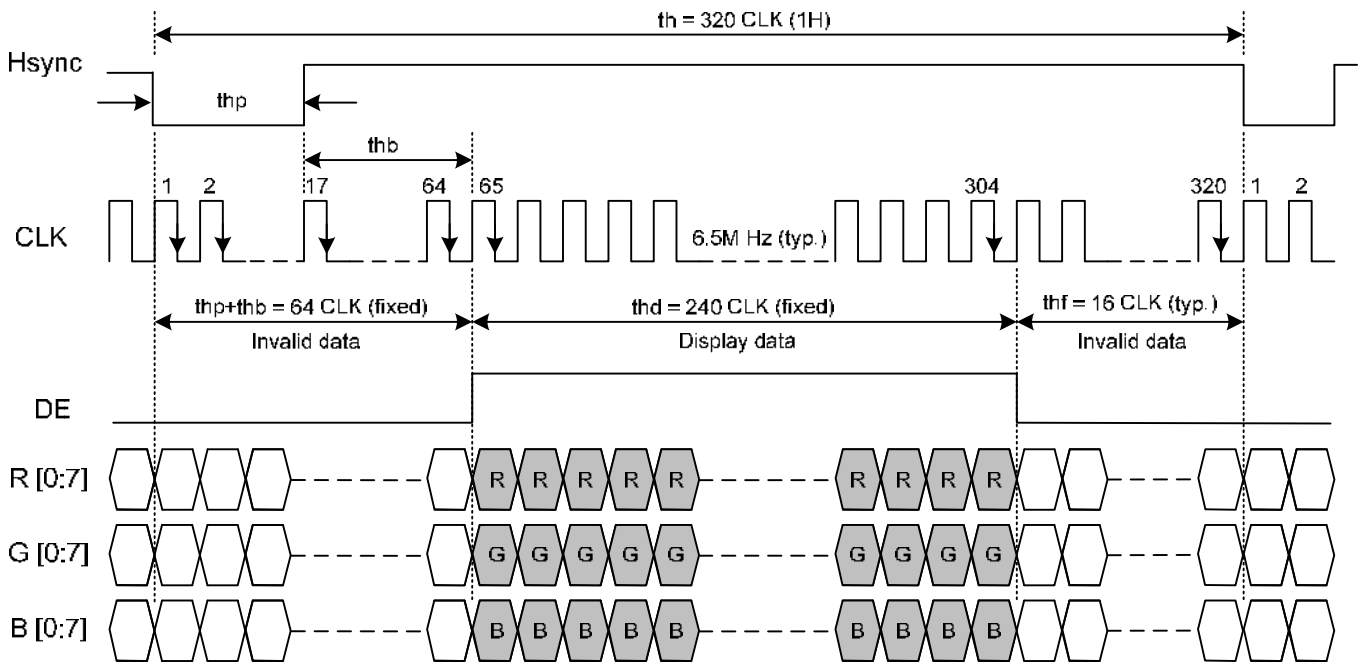 th = 320 CLK (1H)
Hsync
thp
thb
1 2 17 64 65 304 320 1 2
CLK
6.5M Hz (typ.)
thp+thb = 64 CLK (fixed) thd = 240 CLK (fixed) thf = 16 CLK (typ.)
Invalid data Display data Invalid data
DE
R [0:7] R R R R R R R R R
G [0:7] G G G G G G G G G
B [0:7] B B B B B B B B B